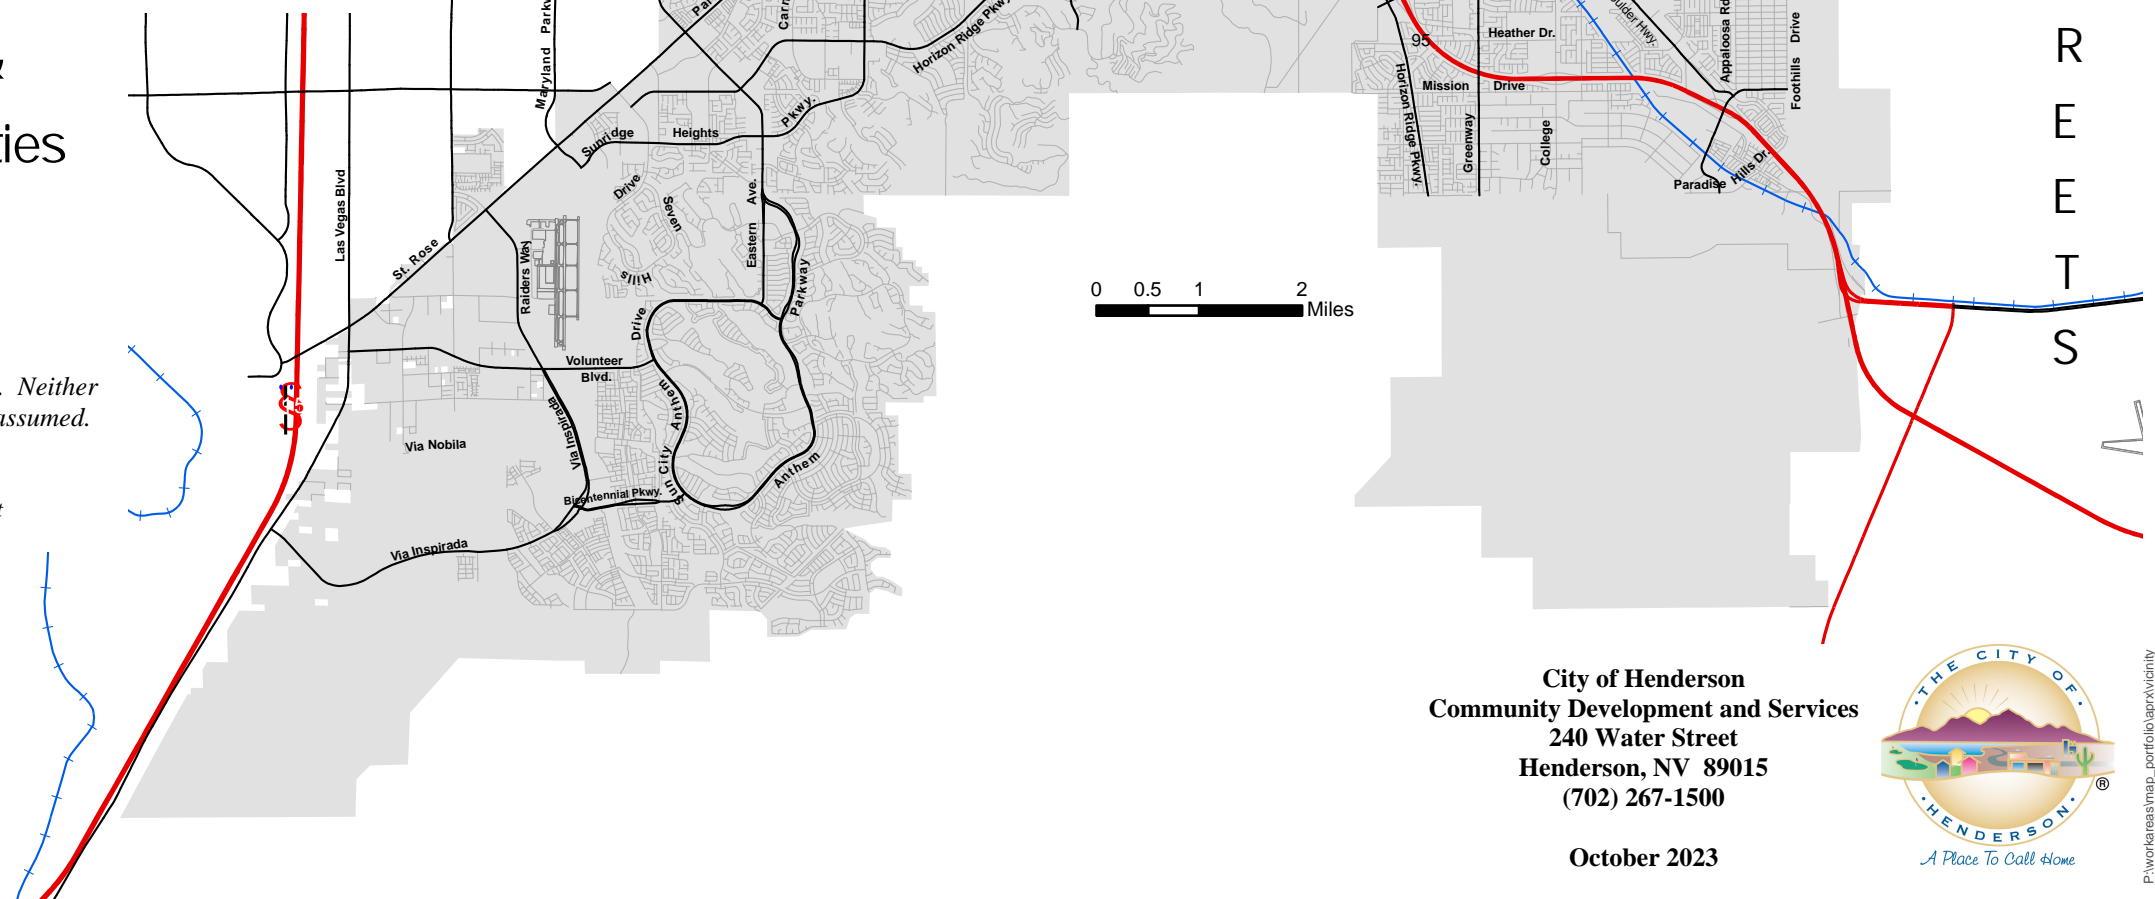 &
ties
. Neither
assumed.
t
Las Vegas Blvd
Maryland
St. Rose
Sunridge
Heights
Pkwy.
Horizon Ridge Pkwy
Raiders Way
Seven
Hills
Drive
Eastern
Ave.
Parkway
Drive
Volunteer
Blvd.
Via Inspirada
Via Nobila
Sun City
Anthem
Bicentennial Pkwy.
Anthem
Via Inspirada
0 0.5 1 2
Miles
95
Heather Dr.
Mission Drive
Horizon Ridge Pkwy.
Greenway
College
Appaloosa Rd
Foothills Drive
Paradise Hills Dr.
R
E
E
T
S
City of Henderson
Community Development and Services
240 Water Street
Henderson, NV 89015
(702) 267-1500
October 2023
THE CITY OF
HENDERSON
®
A Place To Call Home
P:\workareas\map_portfolio\aprx\vicinity